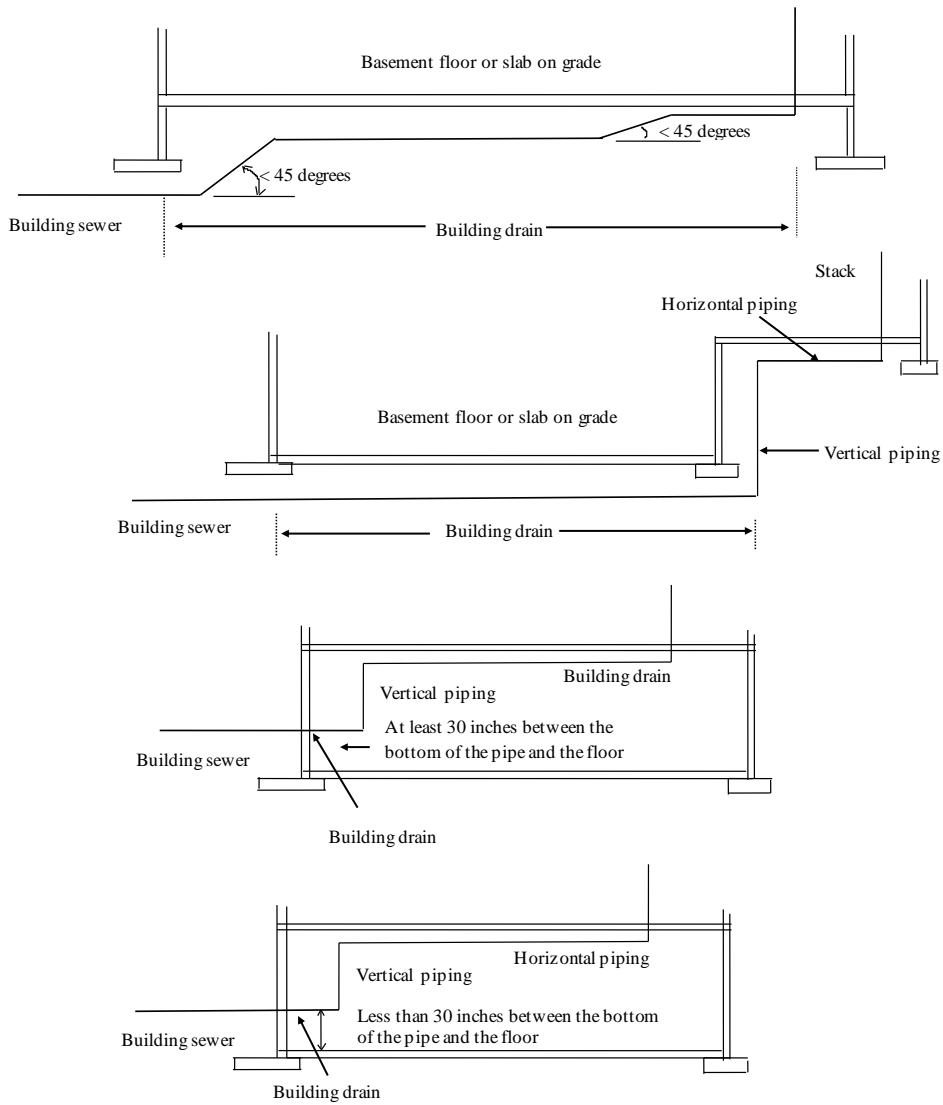 Basement floor or slab on grade
< 45 degrees
< 45 degrees
Building sewer
Building drain
Stack
Horizontal piping
Basement floor or slab on grade
Vertical piping
Building sewer
Building drain
Building drain
Vertical piping
At least 30 inches between the
bottom of the pipe and the floor
Building sewer
Building drain
Horizontal piping
Vertical piping
Less than 30 inches between the bottom
of the pipe and the floor
Building sewer
Building drain